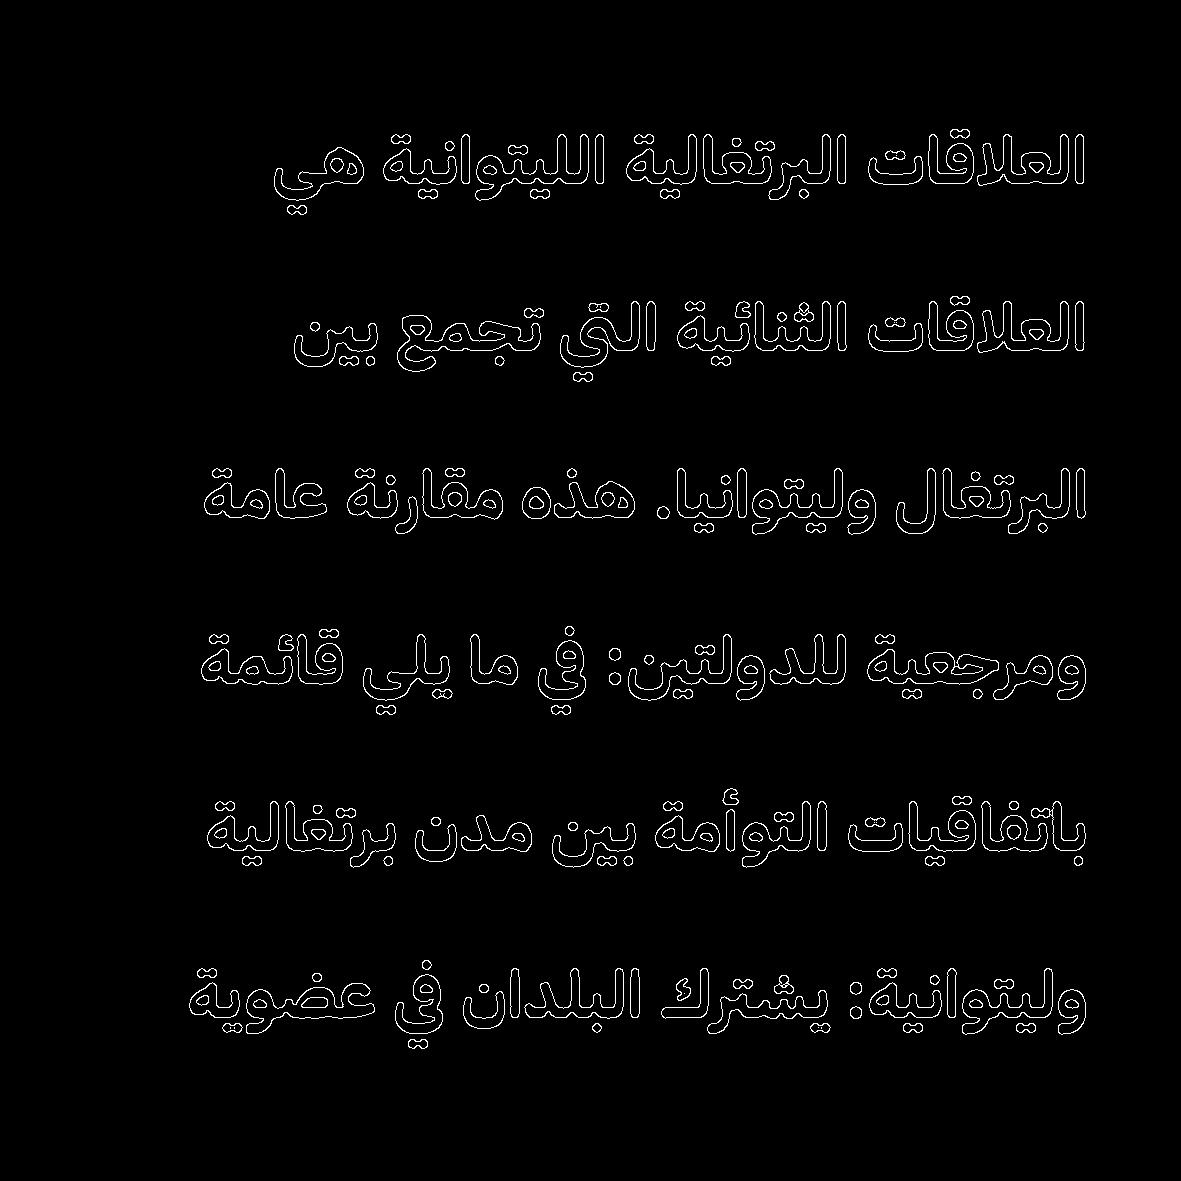 العلاقات البرتغالية الليتوانية هي
العلاقات الثنائية التي تجمع بين
البرتغال وليتوانيا. هذه مقارنة عامة
ومرجعية للدولتين: في ما يلي قائمة
باتفاقيات التوأمة بين مدن برتغالية
وليتوانية: يشترك البلدان في عضوية